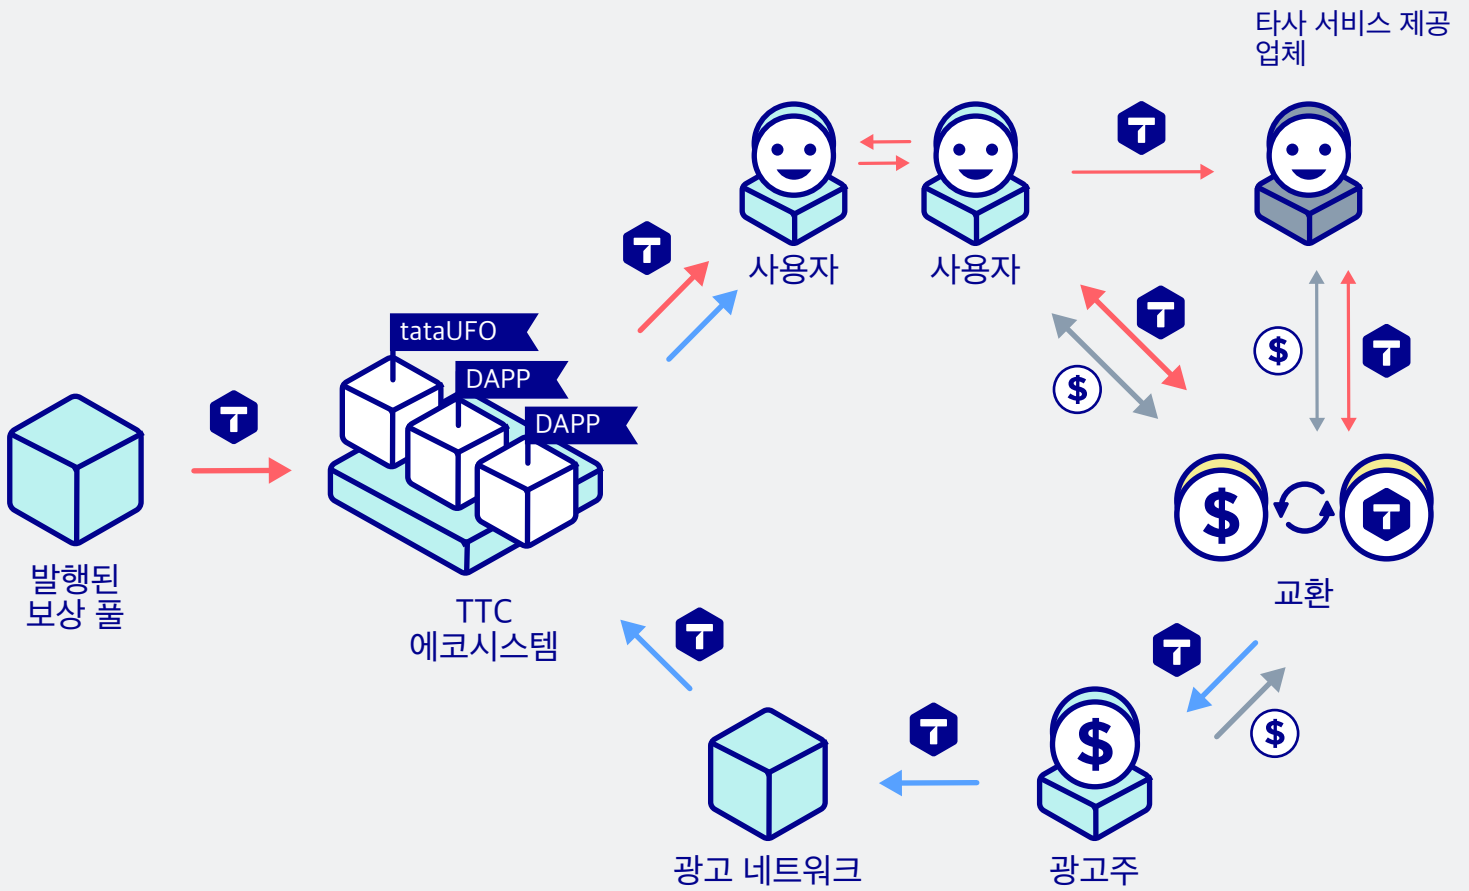 타사 서비스 제공
업체
사용자
사용자
tataUFO
DAPP
DAPP
발행된
보상 풀
TTC
에코시스템
교환
광고 네트워크
광고주